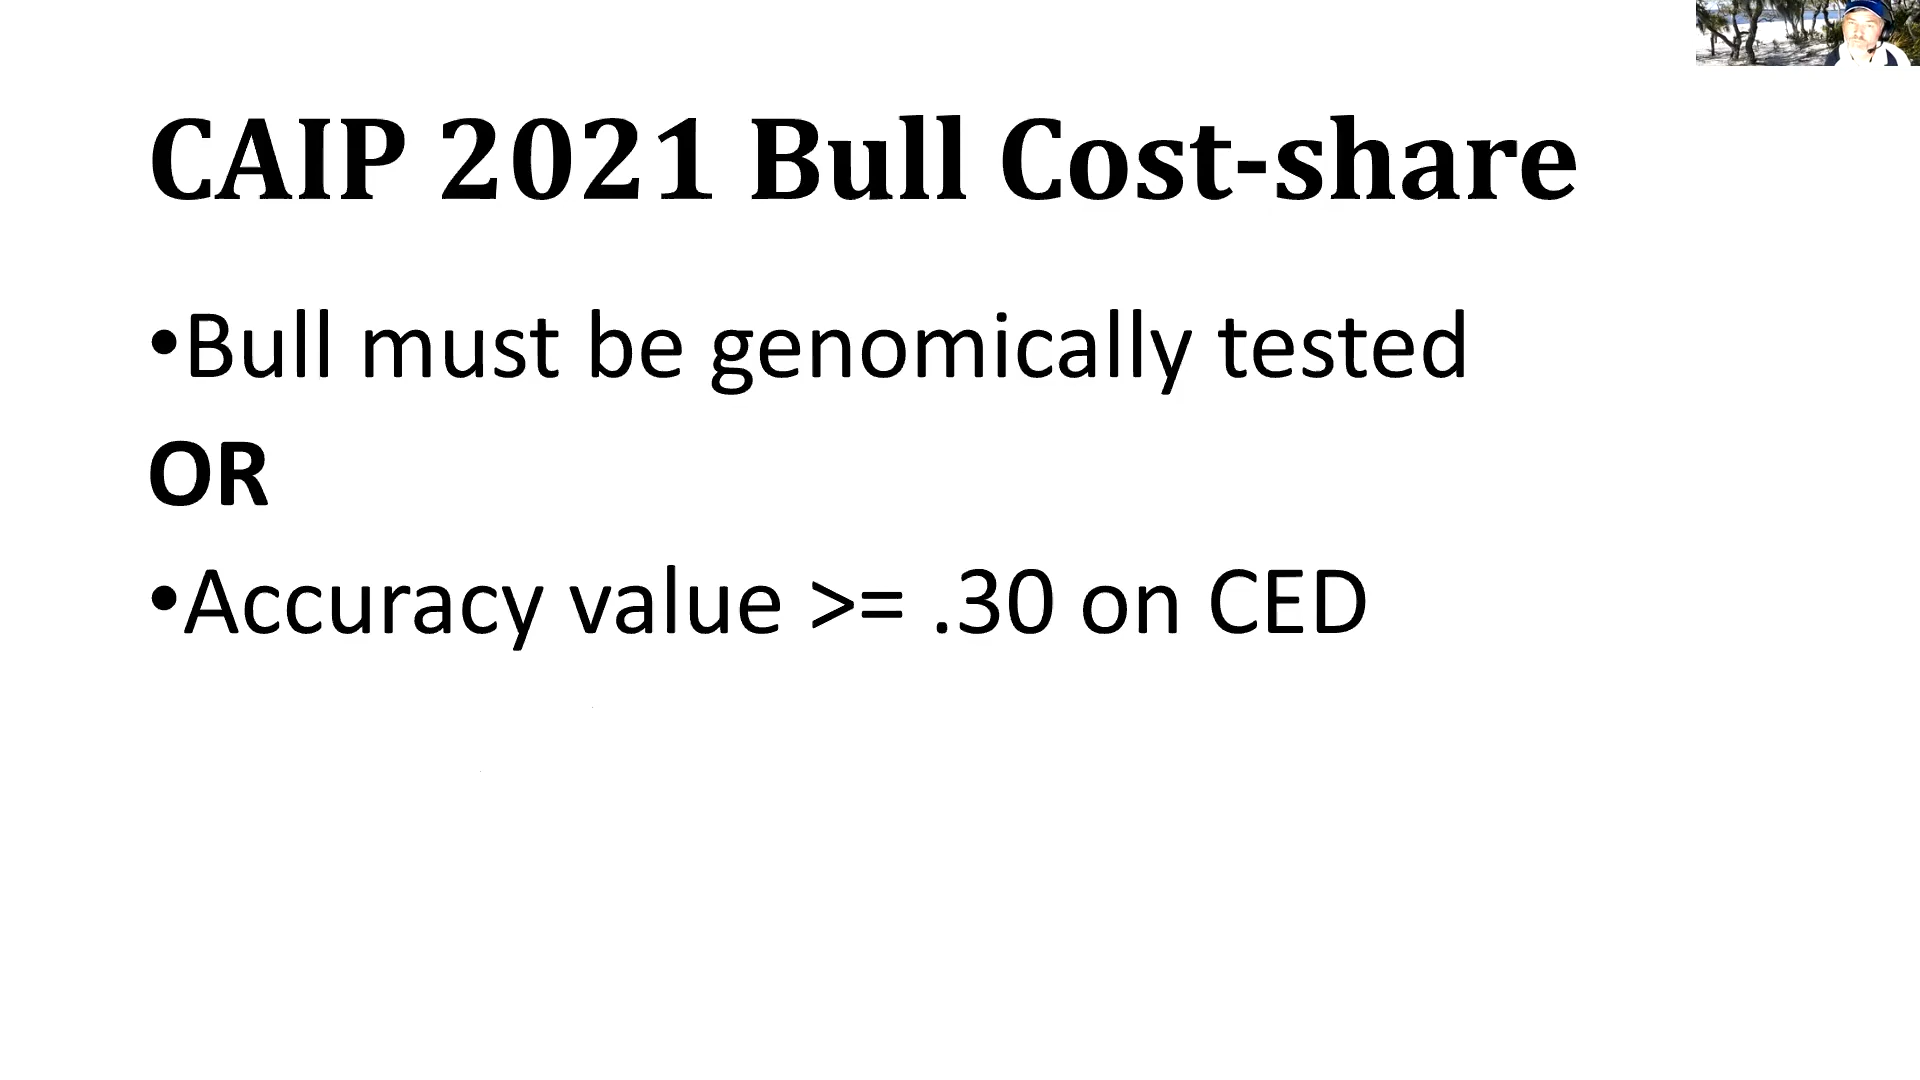 CAIP 2021 Bull Cost-share
•Bull must be genomically tested
OR
•Accuracy value >= .30 on CED